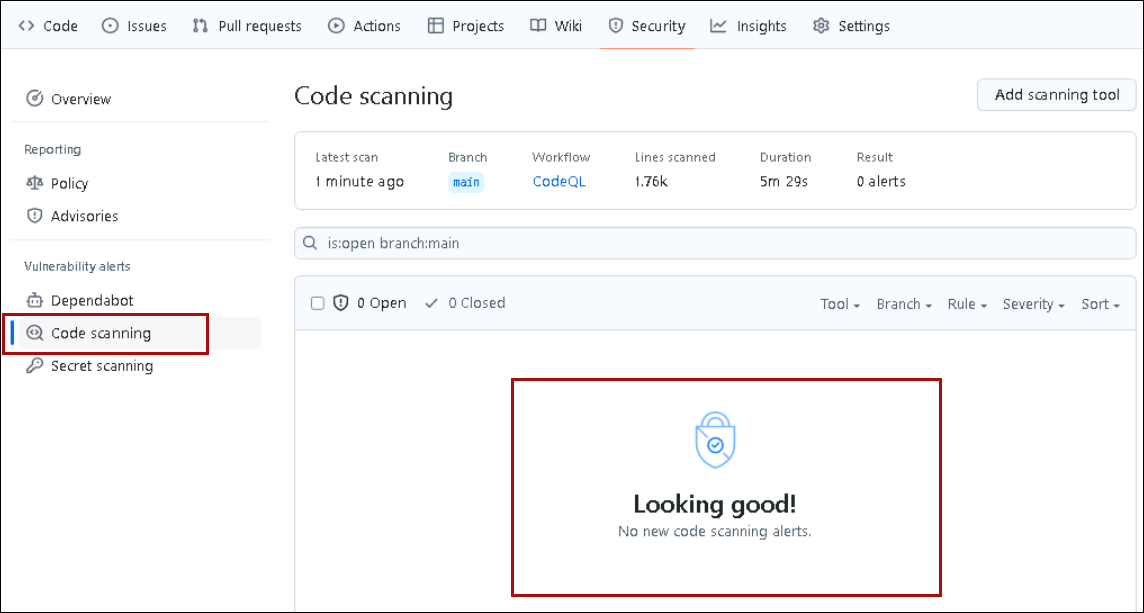 Code Issues Pull requests Actions Projects Wiki Security Insights Settings
Overview
Reporting
Policy
Advisories
Vulnerability alerts
Dependabot
Code scanning
Secret scanning
Code scanning
Add scanning tool
Latest scan Branch Workflow Lines scanned Duration Result
1 minute ago main CodeQL 1.76k 5m 29s 0 alerts
is:open branch:main
0 Open 0 Closed Tool Branch Rule Severity Sort
Looking good!
No new code scanning alerts.